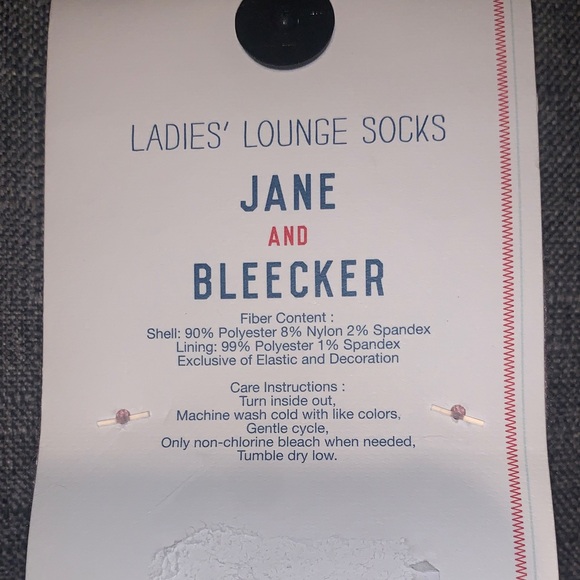 LADIES' LOUNGE SOCKS
JANE
AND
BLEECKER
Fiber Content :
Shell: 90% Polyester 8% Nylon 2% Spandex
Lining: 99% Polyester 1% Spandex
Exclusive of Elastic and Decoration
Care Instructions :
Turn inside out,
Machine wash cold with like colors,
Gentle cycle,
Only non-chlorine bleach when needed,
Tumble dry low.